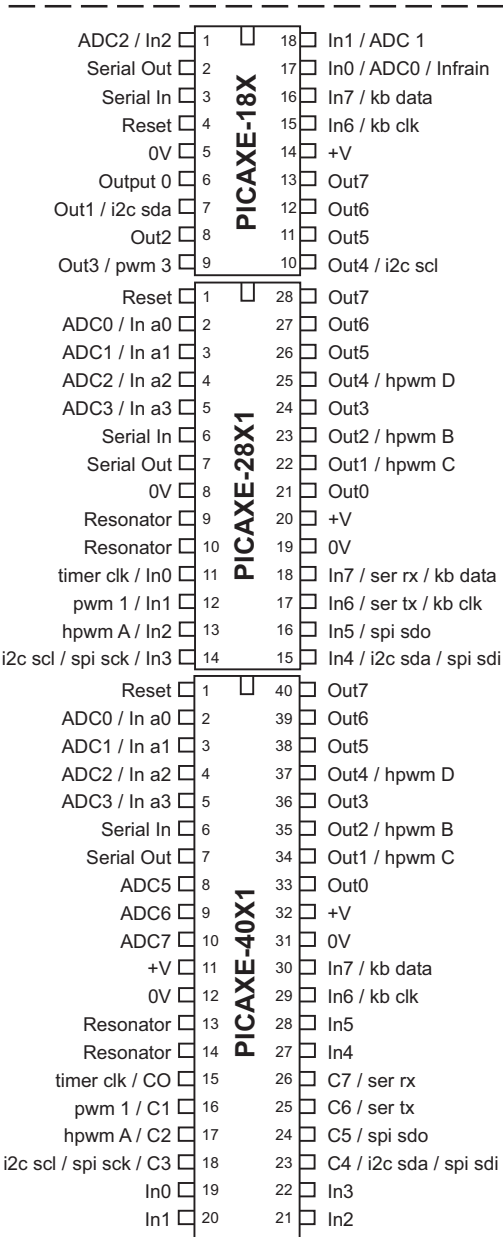 ADC2 / In2 1 18 In1 / ADC 1
Serial Out 2 17 In0 / ADC0 / Infrain
Serial In 3 16 In7 / kb data
Reset 4 15 In6 / kb clk
0V 5 14 +V
Output 0 6 13 Out7
Out1 / i2c sda 7 12 Out6
Out2 8 11 Out5
Out3 / pwm 3 9 10 Out4 / i2c scl
PICAXE-18X
Reset 1 28 Out7
ADC0 / In a0 2 27 Out6
ADC1 / In a1 3 26 Out5
ADC2 / In a2 4 25 Out4 / hpwm D
ADC3 / In a3 5 24 Out3
Serial In 6 23 Out2 / hpwm B
Serial Out 7 22 Out1 / hpwm C
0V 8 21 Out0
Resonator 9 20 +V
Resonator 10 19 0V
timer clk / In0 11 18 In7 / ser rx / kb data
pwm 1 / In1 12 17 In6 / ser tx / kb clk
hpwm A / In2 13 16 In5 / spi sdo
i2c scl / spi sck / In3 14 15 In4 / i2c sda / spi sdi
PICAXE-28X1
Reset 1 40 Out7
ADC0 / In a0 2 39 Out6
ADC1 / In a1 3 38 Out5
ADC2 / In a2 4 37 Out4 / hpwm D
ADC3 / In a3 5 36 Out3
Serial In 6 35 Out2 / hpwm B
Serial Out 7 34 Out1 / hpwm C
ADC5 8 33 Out0
ADC6 9 32 +V
ADC7 10 31 0V
+V 11 30 In7 / kb data
0V 12 29 In6 / kb clk
Resonator 13 28 In5
Resonator 14 27 In4
timer clk / CO 15 26 C7 / ser rx
pwm 1 / C1 16 25 C6 / ser tx
hpwm A / C2 17 24 C5 / spi sdo
i2c scl / spi sck / C3 18 23 C4 / i2c sda / spi sdi
In0 19 22 In3
In1 20 21 In2
PICAXE-40X1